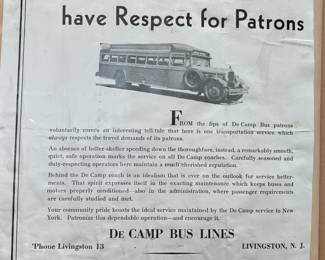 have Respect for Patrons
FROM the lips of De Camp Bus patrons
voluntarily comes an interesting tell-tale that here is one transportation service which
always respects the travel demands of its patrons.
An absence of helter-skelter speeding down the thoroughfare, instead, a remarkably smooth,
quiet, safe operation marks the service on all De Camp coaches. Carefully seasoned and
duty-respecting operators here maintain a much cherished reputation.
Behind the De Camp coach is an idealism that is ever on the outlook for service better-
ments. That spirit expresses itself in the exacting maintenance which keeps buses and
motors properly conditioned—also in the administration, where passenger requirements
are carefully studied and met.
Your community pride boosts the ideal service maintained by the De Camp service to New
York. Patronize this dependable operation—and encourage it.
DE CAMP BUS LINES
'Phone Livingston 13
LIVINGSTON, N. J.